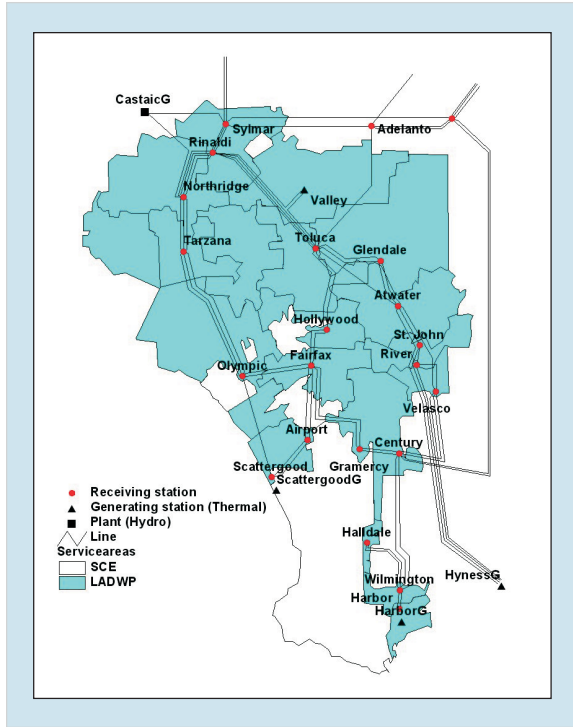 CastaicG
Sylmar
Adelanto
Rinaldi
Northridge
Valley
Tarzana
Toluca
Glendale
Atwater
Hollywood
St. John
Fairfax
River
Olympic
Velasco
Airport
Century
Scattergood
Gramercy
ScattergoodG
Receiving station
Generating station (Thermal)
Plant (Hydro)
Line
Serviceareas
SCE
LADWP
Halldale
Wilmington
HynessG
Harbor
HarborG